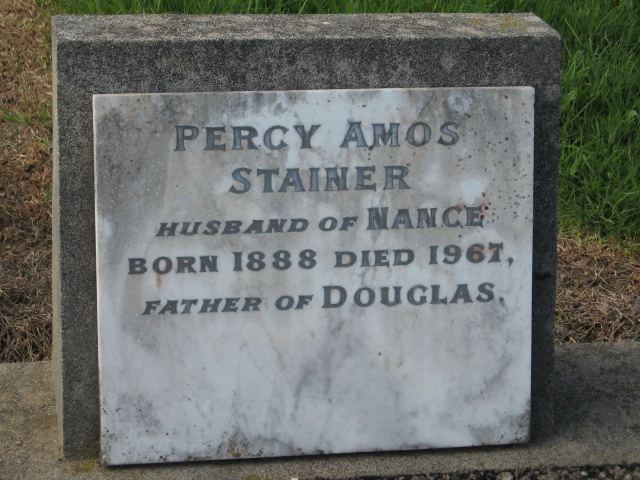 PERCY AMOS
STAINER
HUSBAND OF NANCE
BORN 1888 DIED 1967,
FATHER OF DOUGLAS.